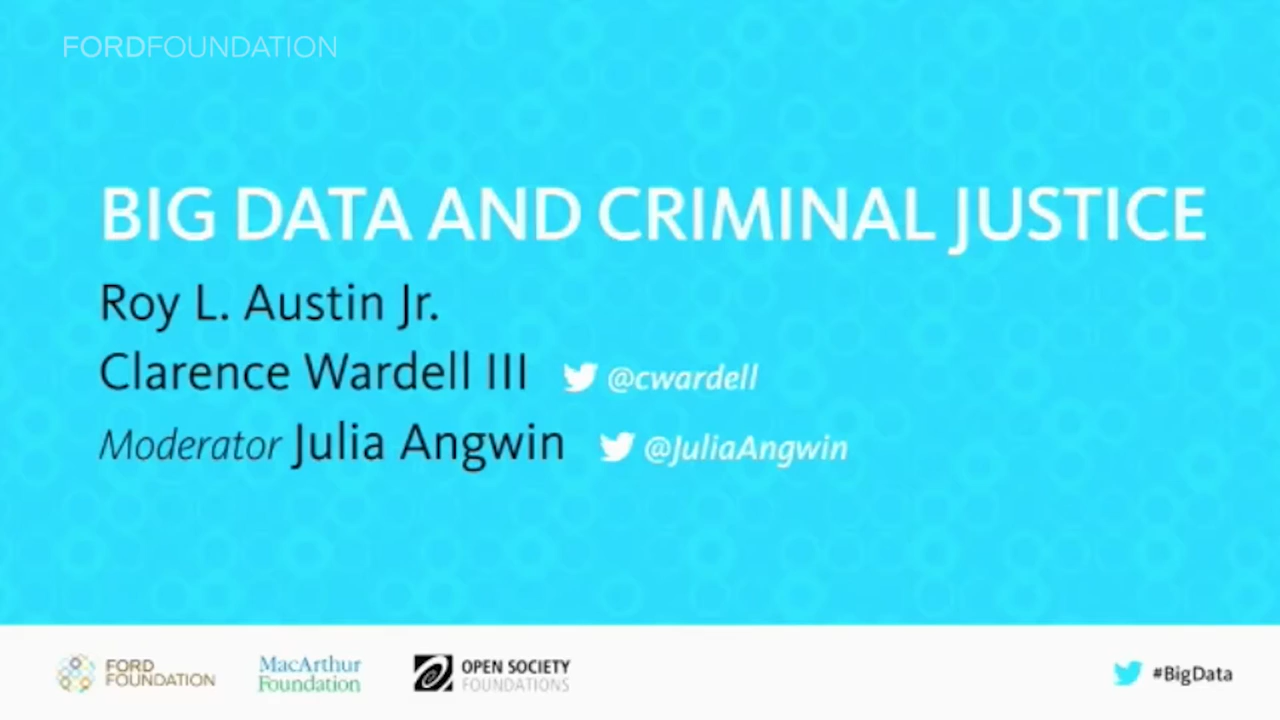 FORDFOUNDATION
BIG DATA AND CRIMINAL JUSTICE
Roy L. Austin Jr.
Clarence Wardell III @cwardell
Moderator Julia Angwin @JuliaAngwin
FORD
FOUNDATION
MacArthur
Foundation
OPEN SOCIETY
FOUNDATIONS
#BigData